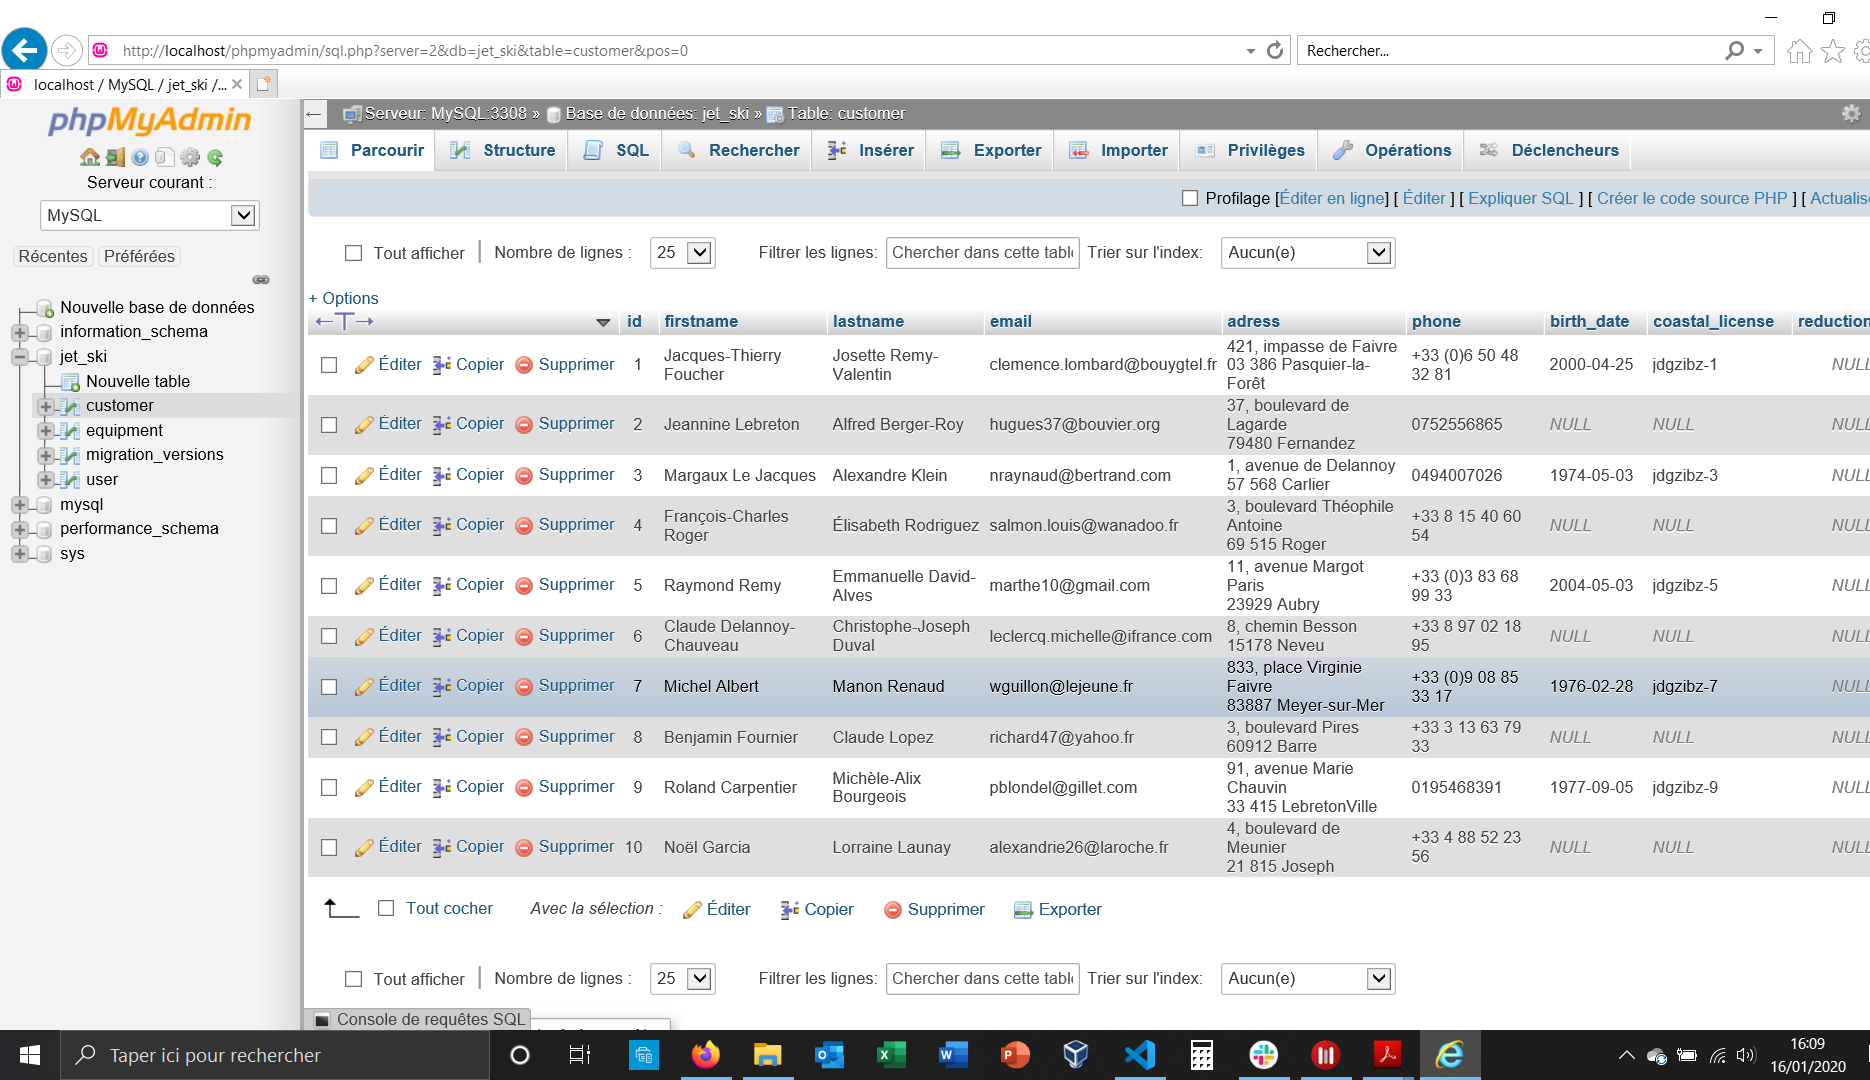 http://localhost/phpmyadmin/sql.php?server=2&db=jet_ski&table=customer&pos=0
Rechercher...
localhost / MySQL / jet_ski /...
phpMyAdmin
Serveur courant :
MySQL
Récentes Préférées
Nouvelle base de données
information_schema
jet_ski
Nouvelle table
customer
equipment
migration_versions
user
mysql
performance_schema
sys
Serveur: MySQL:3308 » Base de données: jet_ski » Table: customer
Parcourir Structure SQL Rechercher Insérer Exporter Importer Privilèges Opérations Déclencheurs
Profilage [Éditer en ligne] [ Éditer ] [ Expliquer SQL ] [ Créer le code source PHP ] [ Actualise
Tout afficher | Nombre de lignes : 25 Filtrer les lignes: Chercher dans cette table Trier sur l'index: Aucun(e)
+ Options
←T→ id firstname lastname email adress phone birth_date coastal_license reduction
Éditer Copier Supprimer 1 Jacques-Thierry Foucher Josette Remy-Valentin clemence.lombard@bouygtel.fr 421, impasse de Faivre 03 386 Pasquier-la-Forêt +33 (0)6 50 48 32 81 2000-04-25 jdgzibz-1 NULL
Éditer Copier Supprimer 2 Jeannine Lebreton Alfred Berger-Roy hugues37@bouvier.org 37, boulevard de Lagarde 79480 Fernandez 0752556865 NULL NULL NULL
Éditer Copier Supprimer 3 Margaux Le Jacques Alexandre Klein nraynaud@bertrand.com 1, avenue de Delannoy 57 568 Carlier 0494007026 1974-05-03 jdgzibz-3 NULL
Éditer Copier Supprimer 4 François-Charles Roger Élisabeth Rodriguez salmon.louis@wanadoo.fr 3, boulevard Théophile Antoine 69 515 Roger +33 8 15 40 60 54 NULL NULL NULL
Éditer Copier Supprimer 5 Raymond Remy Emmanuelle David-Alves marthe10@gmail.com 11, avenue Margot Paris 23929 Aubry +33 (0)3 83 68 99 33 2004-05-03 jdgzibz-5 NULL
Éditer Copier Supprimer 6 Claude Delannoy-Chauveau Christophe-Joseph Duval leclercq.michelle@ifrance.com 8, chemin Besson 15178 Neveu +33 8 97 02 18 95 NULL NULL NULL
Éditer Copier Supprimer 7 Michel Albert Manon Renaud wguillon@lejeune.fr 833, place Virginie Faivre 83887 Meyer-sur-Mer +33 (0)9 08 85 33 17 1976-02-28 jdgzibz-7 NULL
Éditer Copier Supprimer 8 Benjamin Fournier Claude Lopez richard47@yahoo.fr 3, boulevard Pires 60912 Barre +33 3 13 63 79 33 NULL NULL NULL
Éditer Copier Supprimer 9 Roland Carpentier Michèle-Alix Bourgeois pblondel@gillet.com 91, avenue Marie Chauvin 33 415 LebretonVille 0195468391 1977-09-05 jdgzibz-9 NULL
Éditer Copier Supprimer 10 Noël Garcia Lorraine Launay alexandrie26@laroche.fr 4, boulevard de Meunier 21 815 Joseph +33 4 88 52 23 56 NULL NULL NULL
Tout cocher Avec la sélection : Éditer Copier Supprimer Exporter
Tout afficher | Nombre de lignes : 25 Filtrer les lignes: Chercher dans cette table Trier sur l'index: Aucun(e)
Console de requêtes SQL
Taper ici pour rechercher
16:09
16/01/2020